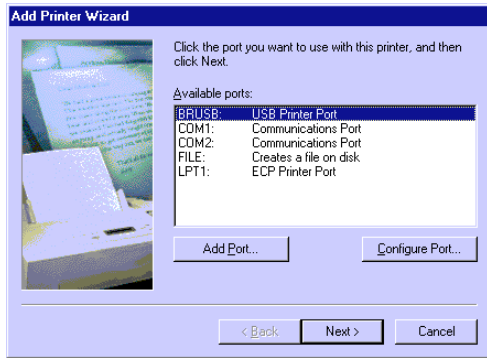 Add Printer Wizard
Click the port you want to use with this printer, and then
click Next.
Available ports:
BRUSB: USB Printer Port
COM1: Communications Port
COM2: Communications Port
FILE: Creates a file on disk
LPT1: ECP Printer Port
Add Port... Configure Port...
< Back Next > Cancel